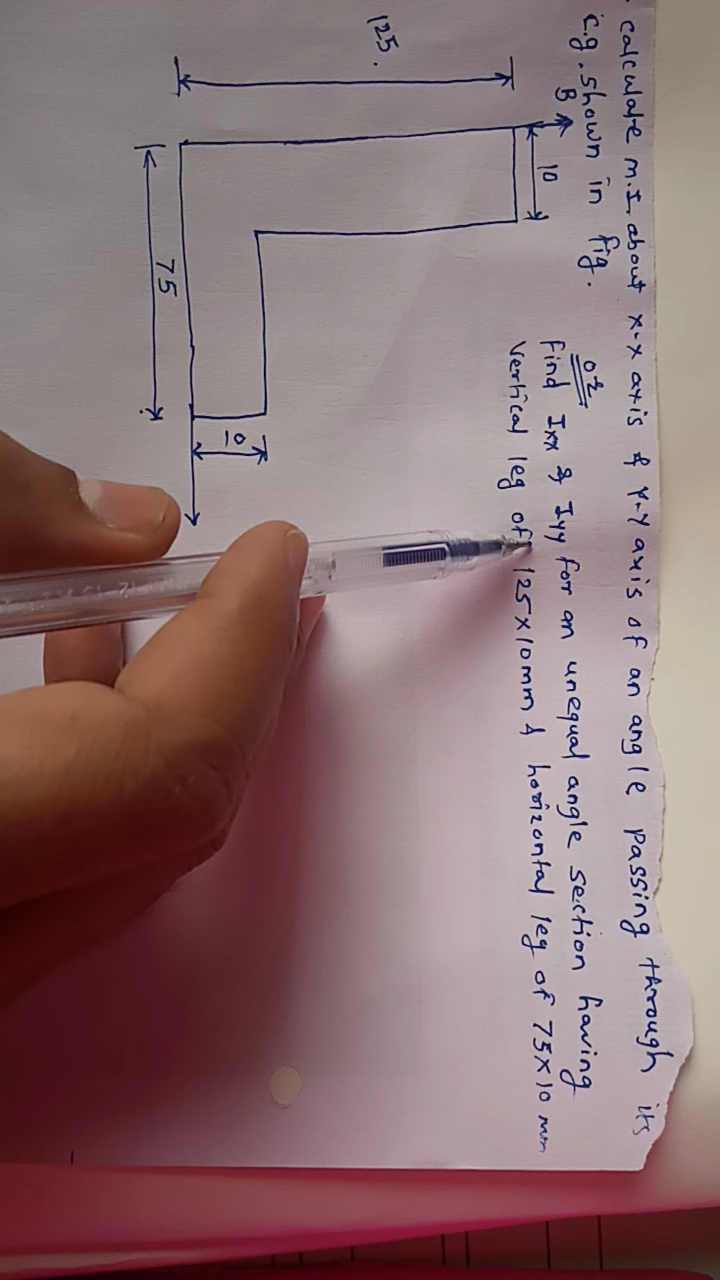 calculate m.I. about x-x axis & Y-Y axis of an angle passing through its
c.g. shown in fig.
or
Find Ixx & Iyy for an unequal angle section having
vertical leg of 125×10mm & horizontal leg of 75×10 mm
B
10
125.
10
75